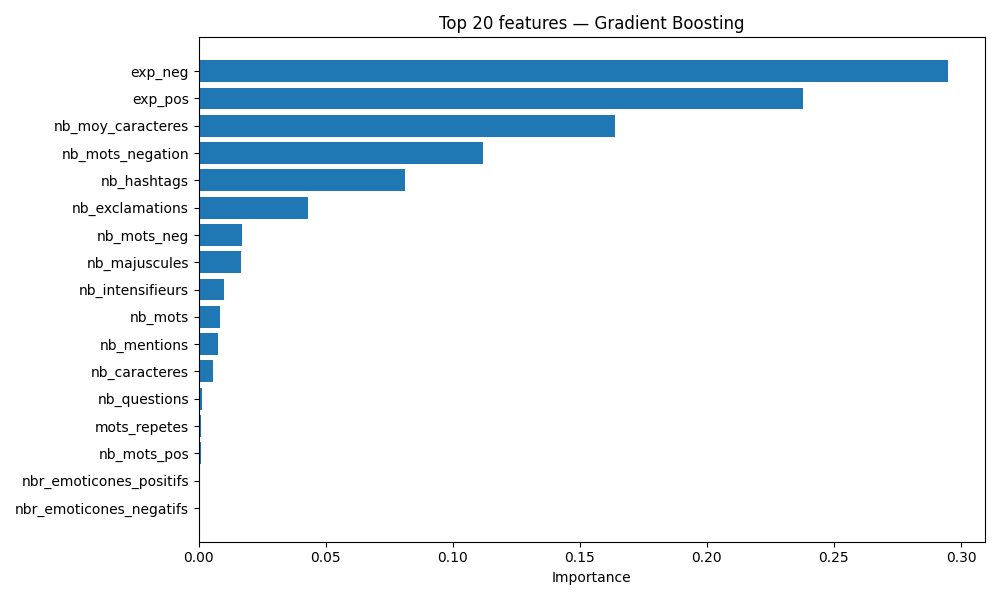 Top 20 features — Gradient Boosting
exp_neg
exp_pos
nb_moy_caracteres
nb_mots_negation
nb_hashtags
nb_exclamations
nb_mots_neg
nb_majuscules
nb_intensifieurs
nb_mots
nb_mentions
nb_caracteres
nb_questions
mots_repetes
nb_mots_pos
nbr_emoticones_positifs
nbr_emoticones_negatifs
0.00 0.05 0.10 0.15 0.20 0.25 0.30
Importance